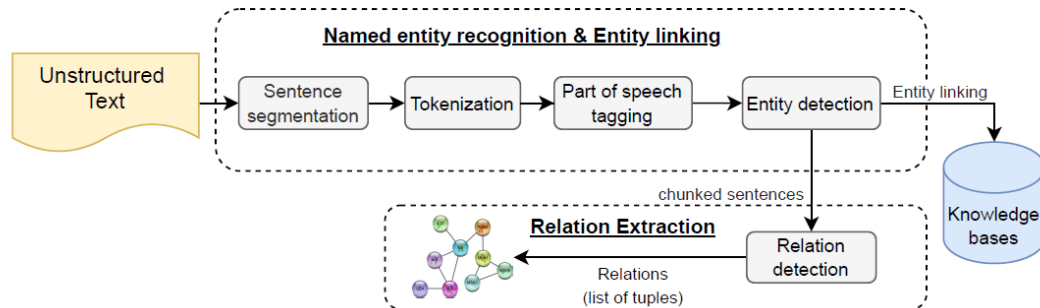 Named entity recognition & Entity linking
Unstructured
Text
Sentence
segmentation
Tokenization
Part of speech
tagging
Entity detection
Entity linking
Knowledge
bases
chunked sentences
Relation Extraction
Relation
detection
Relations
(list of tuples)